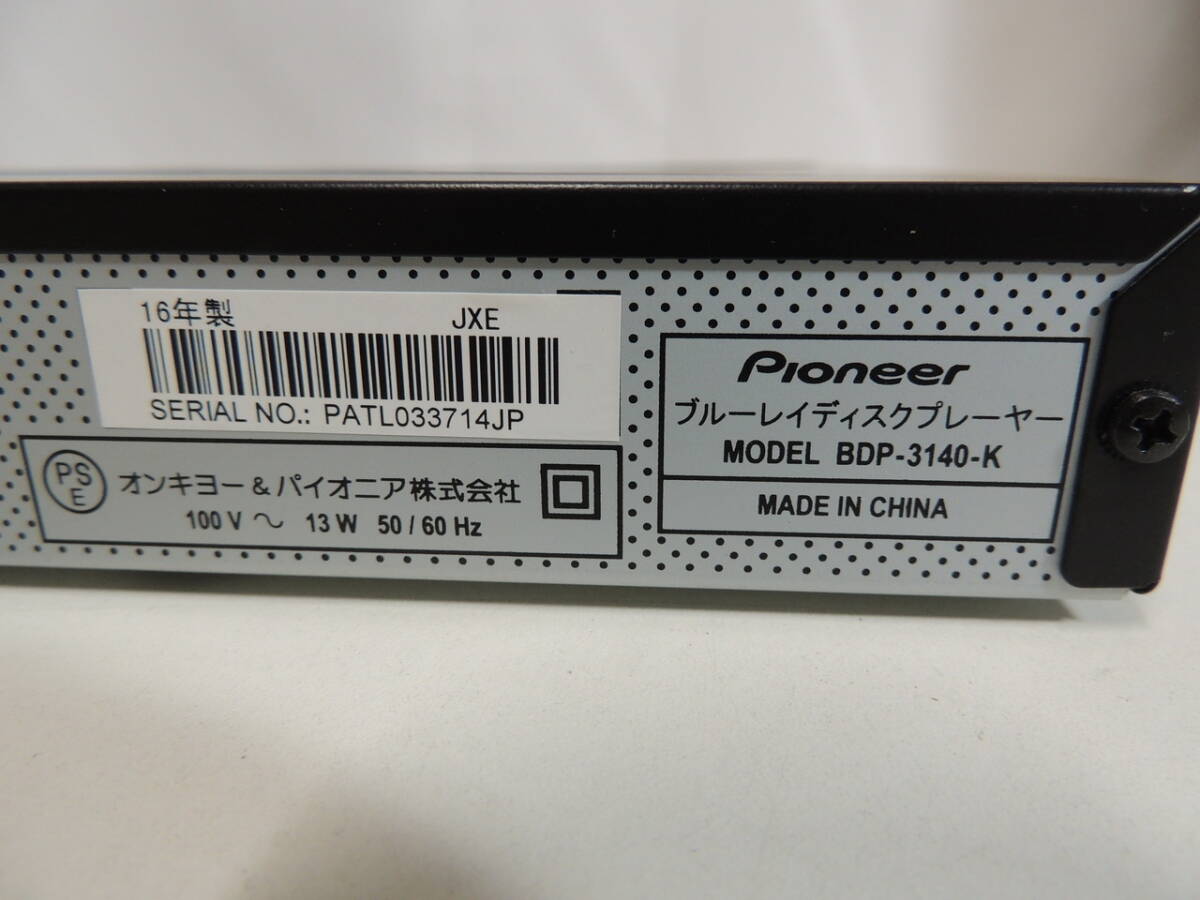 16年製 JXE
SERIAL NO.: PATL033714JP
PS
E
オンキヨー&パイオニア株式会社
100 V ～ 13 W 50 / 60 Hz
Pioneer
ブルーレイディスクプレーヤー
MODEL BDP-3140-K
MADE IN CHINA